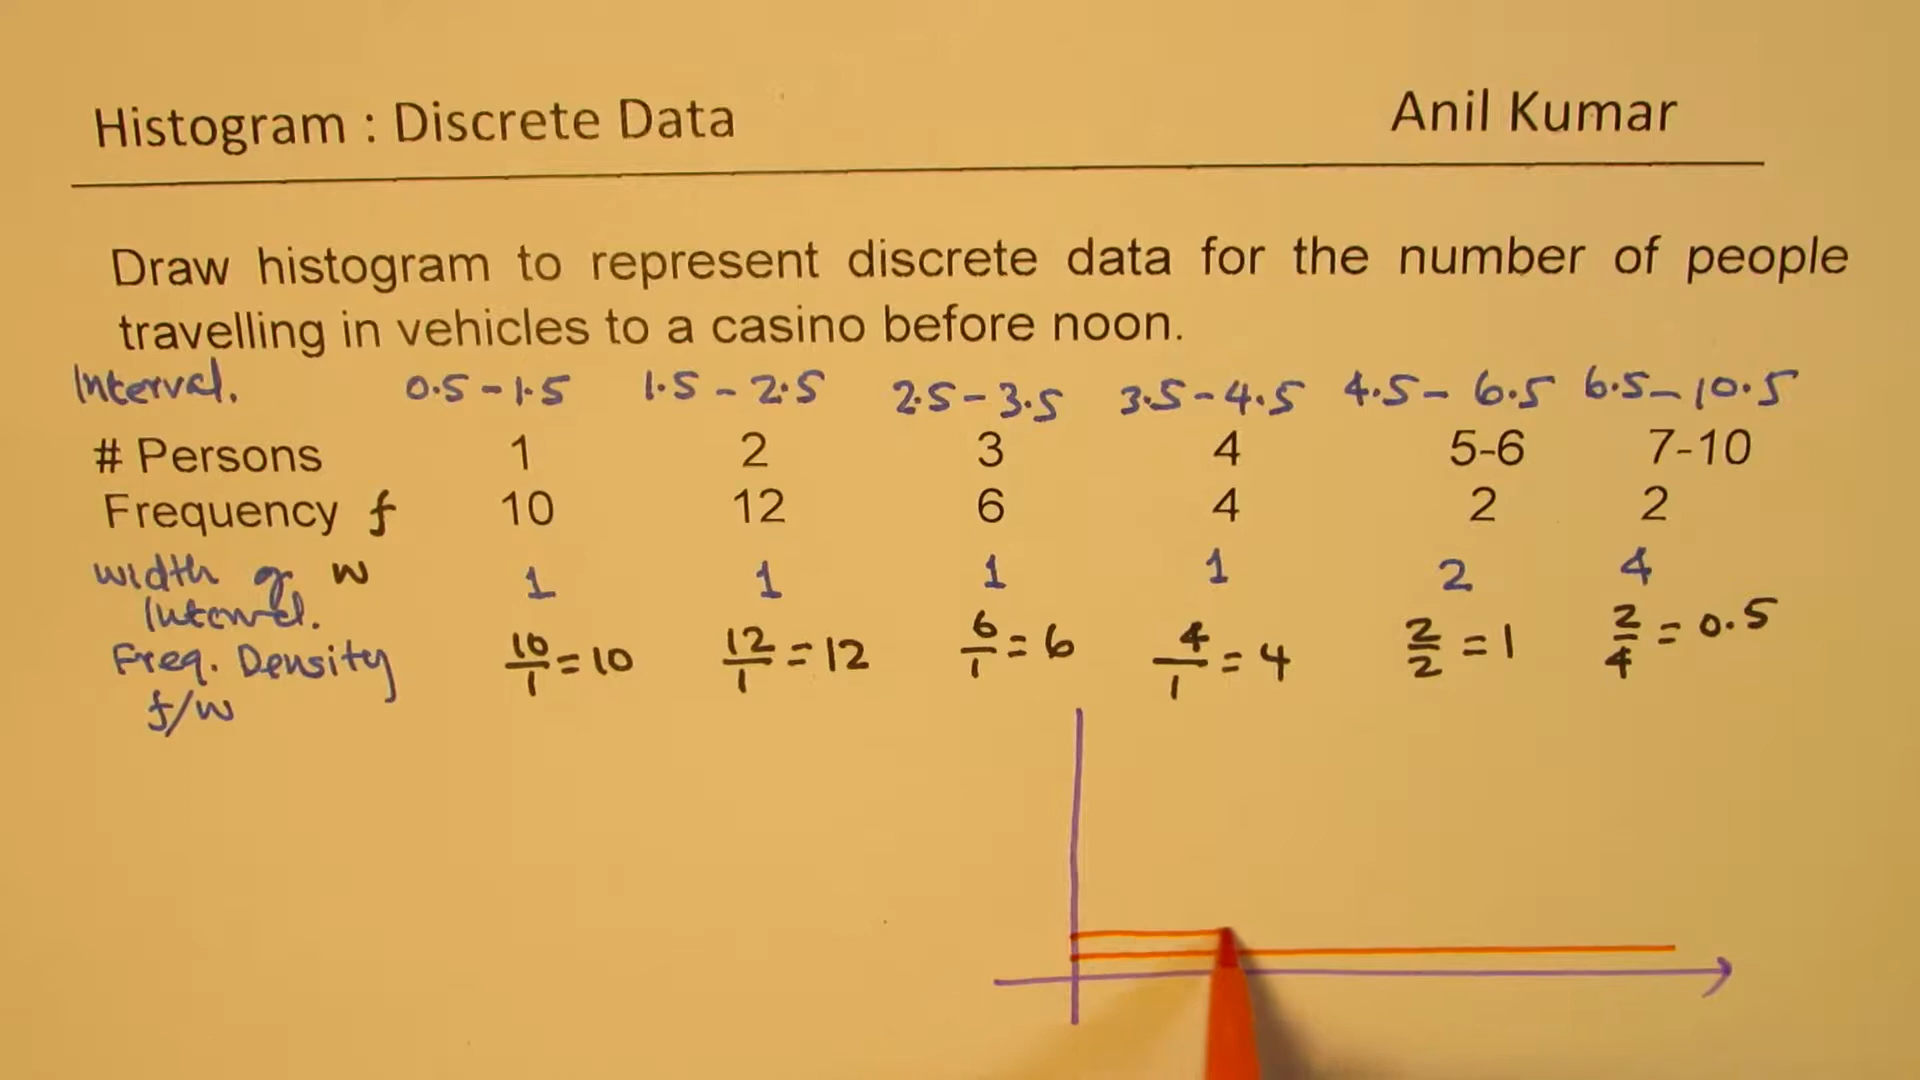 Histogram : Discrete Data Anil Kumar
Draw histogram to represent discrete data for the number of people
travelling in vehicles to a casino before noon.
Interval. 0.5-1.5 1.5-2.5 2.5-3.5 3.5-4.5 4.5-6.5 6.5-10.5
# Persons 1 2 3 4 5-6 7-10
Frequency f 10 12 6 4 2 2
Width of w 1 1 1 1 2 4
Interval.
Freq. Density 10/1=10 12/1=12 6/1=6 4/1=4 2/2=1 2/4=0.5
f/w